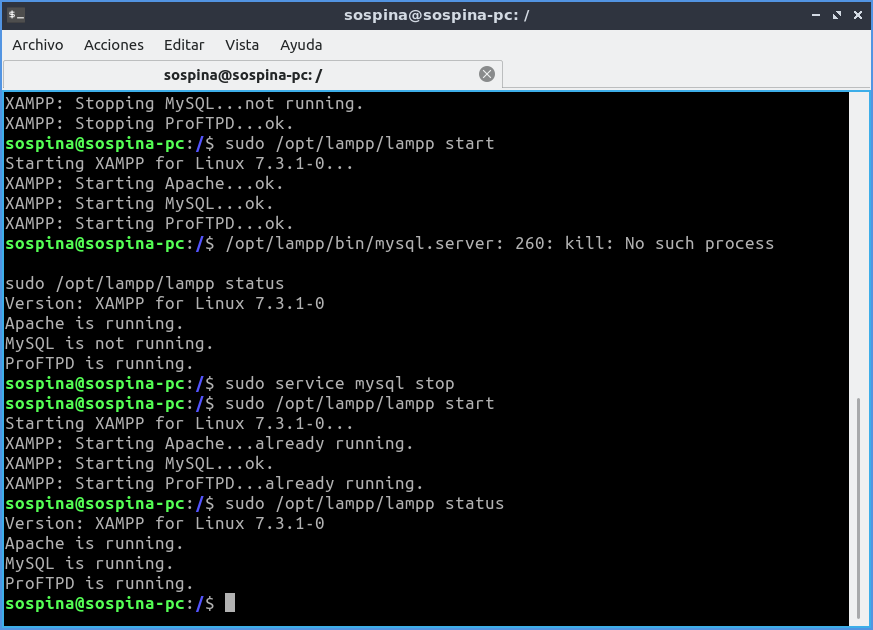 sospina@sospina-pc: /
Archivo Acciones Editar Vista Ayuda
sospina@sospina-pc: /
XAMPP: Stopping MySQL...not running.
XAMPP: Stopping ProFTPD...ok.
sospina@sospina-pc:/$ sudo /opt/lampp/lampp start
Starting XAMPP for Linux 7.3.1-0...
XAMPP: Starting Apache...ok.
XAMPP: Starting MySQL...ok.
XAMPP: Starting ProFTPD...ok.
sospina@sospina-pc:/$ /opt/lampp/bin/mysql.server: 260: kill: No such process
sudo /opt/lampp/lampp status
Version: XAMPP for Linux 7.3.1-0
Apache is running.
MySQL is not running.
ProFTPD is running.
sospina@sospina-pc:/$ sudo service mysql stop
sospina@sospina-pc:/$ sudo /opt/lampp/lampp start
Starting XAMPP for Linux 7.3.1-0...
XAMPP: Starting Apache...already running.
XAMPP: Starting MySQL...ok.
XAMPP: Starting ProFTPD...already running.
sospina@sospina-pc:/$ sudo /opt/lampp/lampp status
Version: XAMPP for Linux 7.3.1-0
Apache is running.
MySQL is running.
ProFTPD is running.
sospina@sospina-pc:/$